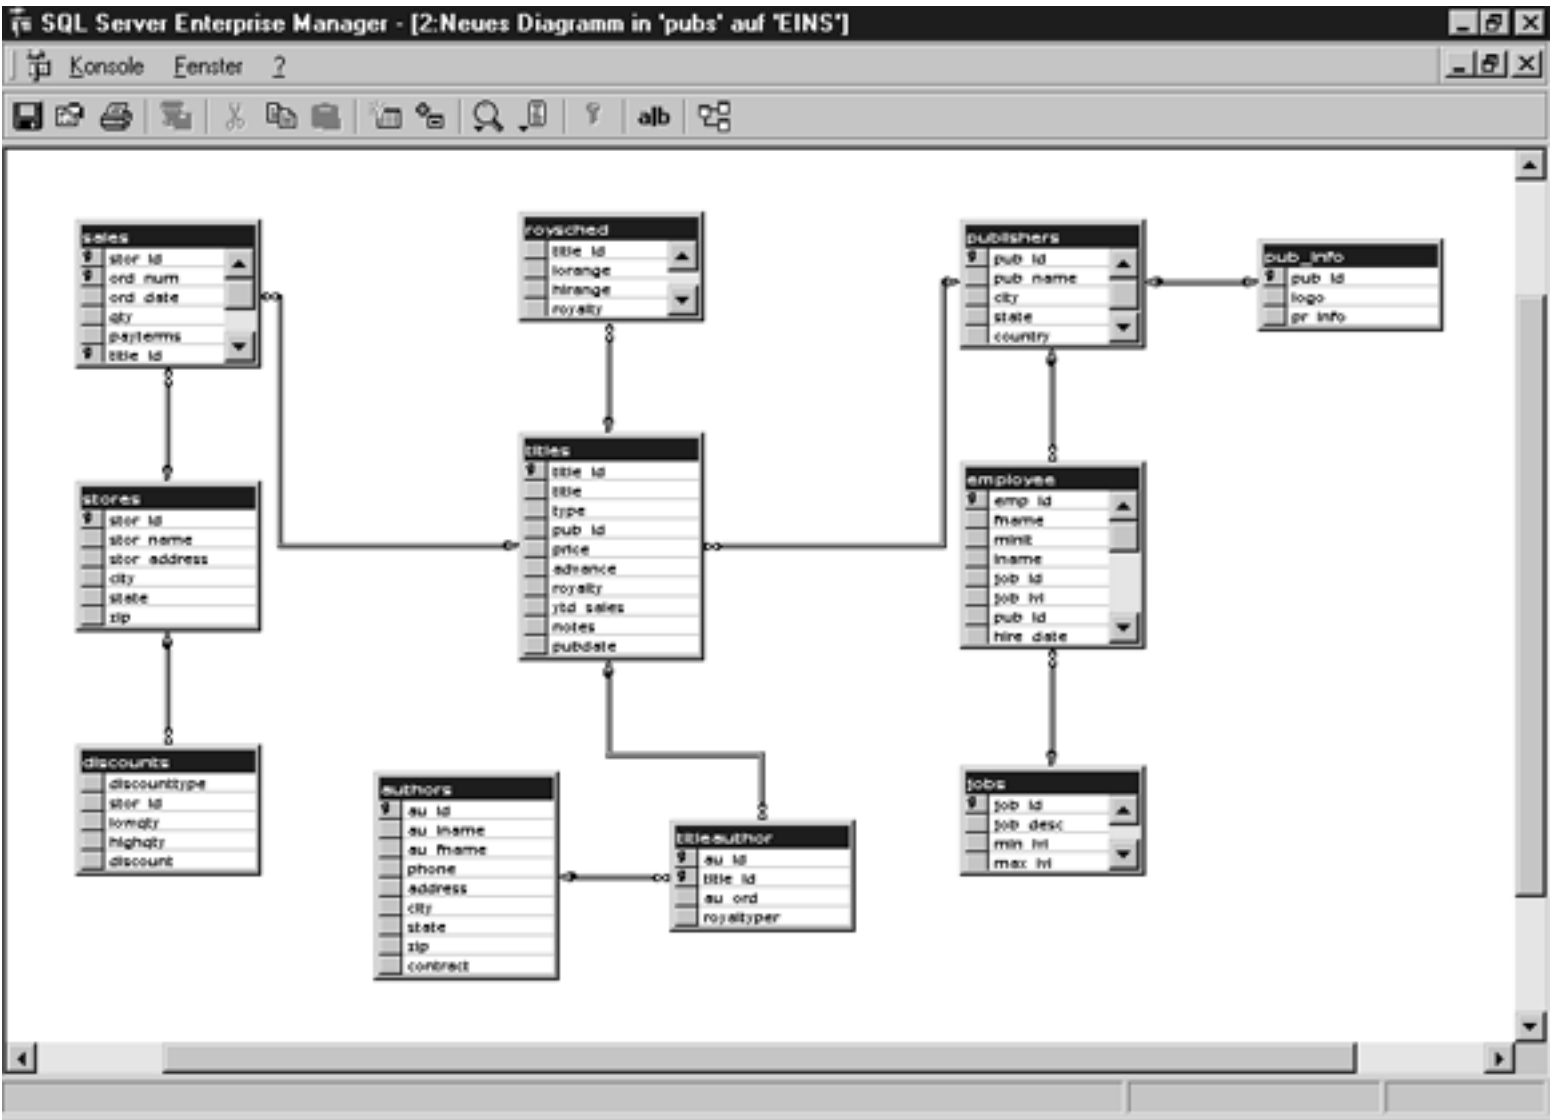 SQL Server Enterprise Manager - [2:Neues Diagramm in 'pubs' auf 'EINS']
Konsole Fenster ?
a|b
sales
stor_id
ord_num
ord_date
qty
payterms
title_id
roysched
title_id
lorange
hirange
royalty
publishers
pub_id
pub_name
city
state
country
pub_info
pub_id
logo
pr_info
stores
stor_id
stor_name
stor_address
city
state
zip
titles
title_id
title
type
pub_id
price
advance
royalty
ytd_sales
notes
pubdate
employee
emp_id
fname
minit
lname
job_id
job_lvl
pub_id
hire_date
discounts
discounttype
stor_id
lowqty
highqty
discount
authors
au_id
au_lname
au_fname
phone
address
city
state
zip
contract
titleauthor
au_id
title_id
au_ord
royaltyper
jobs
job_id
job_desc
min_lvl
max_lvl